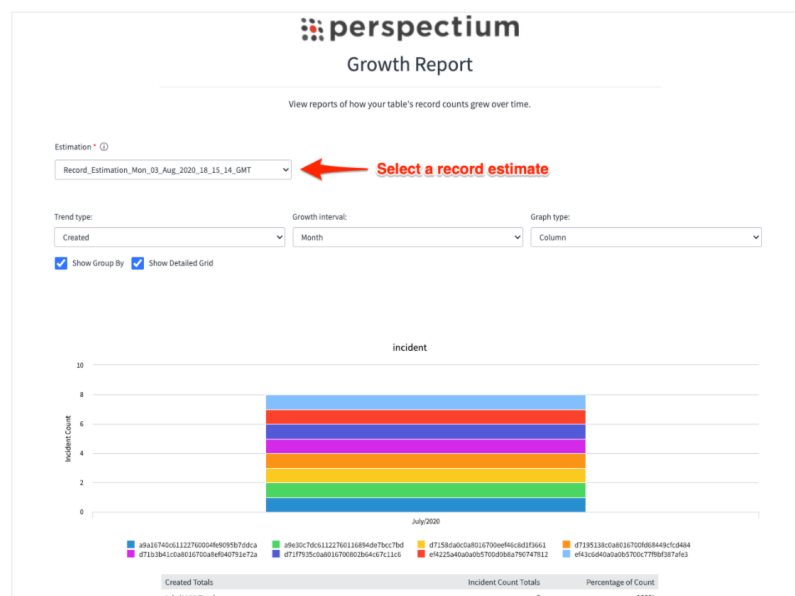 perspectium
Growth Report
View reports of how your table's record counts grew over time.
Estimation * 
Record_Estimation_Mon_03_Aug_2020_18_15_14_GMT
Select a record estimate
Trend type: Growth interval: Graph type:
Created Month Column
Show Group By Show Detailed Grid
incident
10
8
6
4
2
0
Incident Count
July/2020
a9a16740c61122760004fe9095b7ddca a9e30c7dc61122760116894de7bcc7bd d7158da0c0a8016700eef46c8d1f3661 d7195138c0a8016700fd68449cfcd484
d71b3b41c0a8016700a8ef040791e72a d71f7935c0a8016700802b64c67c11c6 ef4225a40a0a0b5700d0b8a790747812 ef43c6d40a0a0b5700c77f9bf387afe3
Created Totals Incident Count Totals Percentage of Count